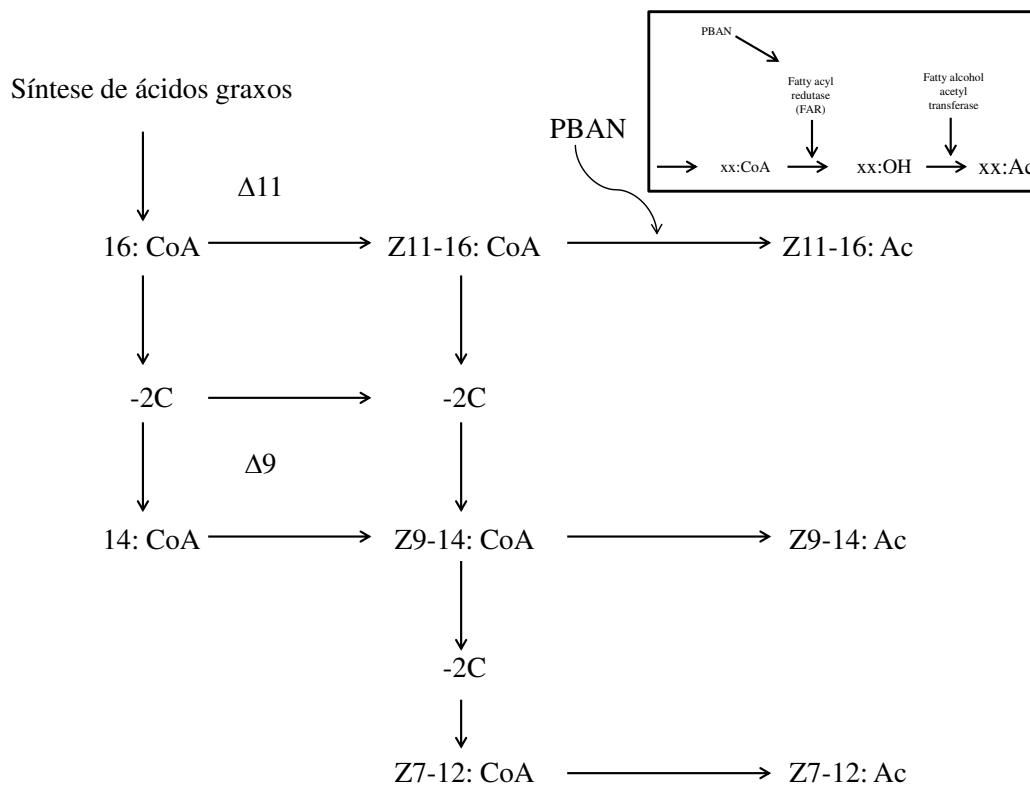 PBAN
Fatty acyl
redutase
(FAR)
Fatty alcohol
acetyl
transferase
xx:CoA
xx:OH
xx:Ac
Síntese de ácidos graxos
PBAN
Δ11
16: CoA
Z11-16: CoA
Z11-16: Ac
-2C
-2C
Δ9
14: CoA
Z9-14: CoA
Z9-14: Ac
-2C
Z7-12: CoA
Z7-12: Ac